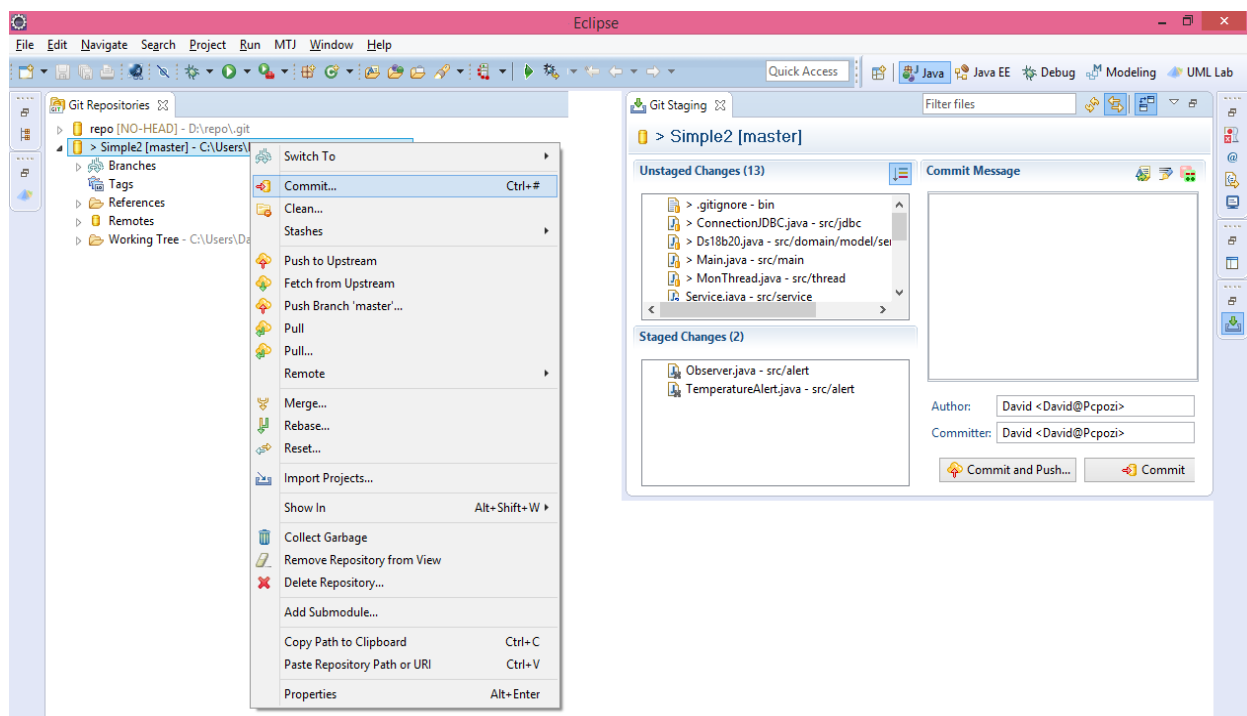 Eclipse
File Edit Navigate Search Project Run MTJ Window Help
Quick Access Java Java EE Debug Modeling UML Lab
Git Repositories
repo [NO-HEAD] - D:\repo\.git
> Simple2 [master] - C:\Users\
Branches
Tags
References
Remotes
Working Tree - C:\Users\Da
Switch To
Commit... Ctrl+#
Clean...
Stashes
Push to Upstream
Fetch from Upstream
Push Branch 'master'...
Pull
Pull...
Remote
Merge...
Rebase...
Reset...
Import Projects...
Show In Alt+Shift+W
Collect Garbage
Remove Repository from View
Delete Repository...
Add Submodule...
Copy Path to Clipboard Ctrl+C
Paste Repository Path or URI Ctrl+V
Properties Alt+Enter
Git Staging
Filter files
> Simple2 [master]
Unstaged Changes (13)
> .gitignore - bin
> ConnectionJDBC.java - src/jdbc
> Ds18b20.java - src/domain/model/se
> Main.java - src/main
> MonThread.java - src/thread
Service.java - src/service
Staged Changes (2)
Observer.java - src/alert
TemperatureAlert.java - src/alert
Commit Message
Author: David <David@Pcpozi>
Committer: David <David@Pcpozi>
Commit and Push... Commit